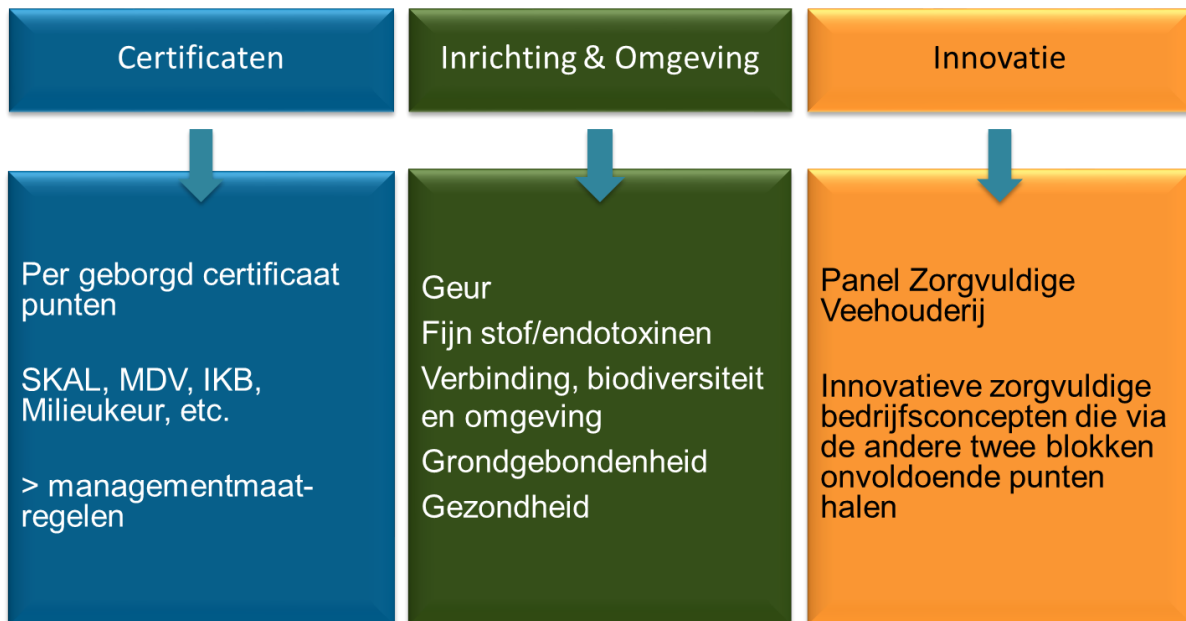 Certificaten
Inrichting & Omgeving
Innovatie
Per geborgd certificaat
punten
SKAL, MDV, IKB,
Milieukeur, etc.
> managementmaat-
regelen
Geur
Fijn stof/endotoxinen
Verbinding, biodiversiteit
en omgeving
Grondgebondenheid
Gezondheid
Panel Zorgvuldige
Veehouderij
Innovatieve zorgvuldige
bedrijfsconcepten die via
de andere twee blokken
onvoldoende punten
halen